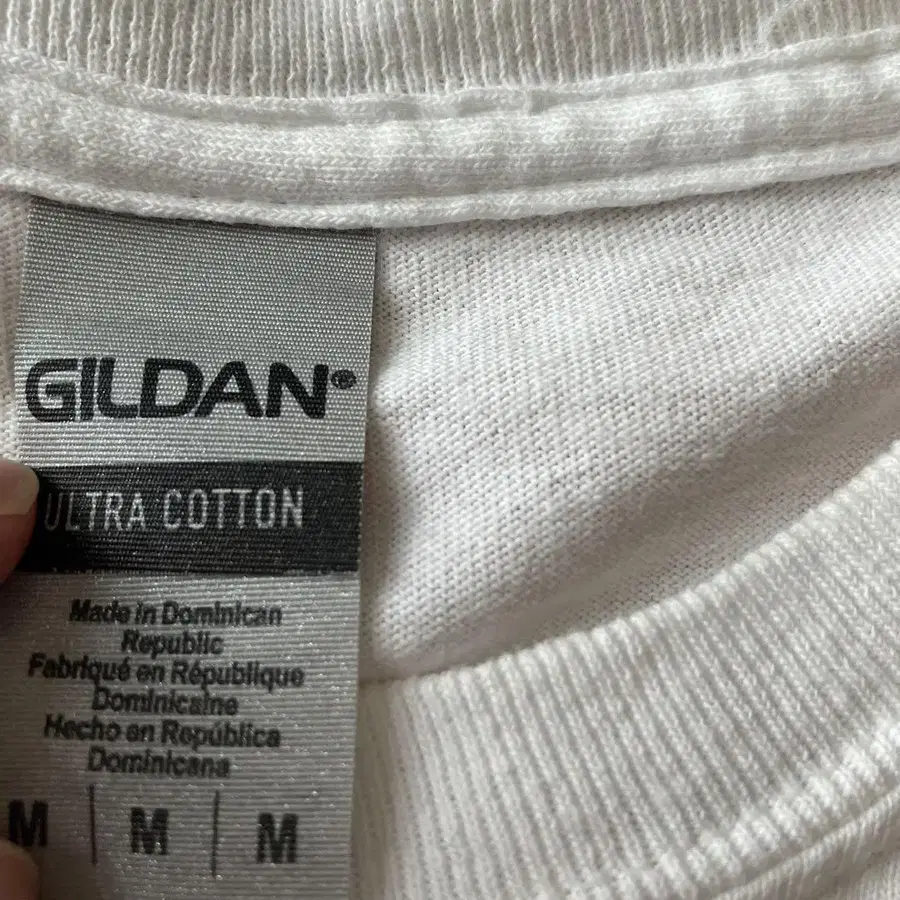 GILDAN®
ULTRA COTTON
Made in Dominican
Republic
Fabriqué en République
Dominicaine
Hecho en República
Dominicana
M | M | M